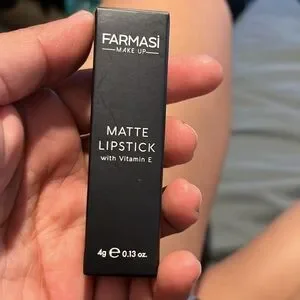 FARMASİ
MAKE UP
MATTE
LIPSTICK
with Vitamin E
4g ℮ 0.13 oz.